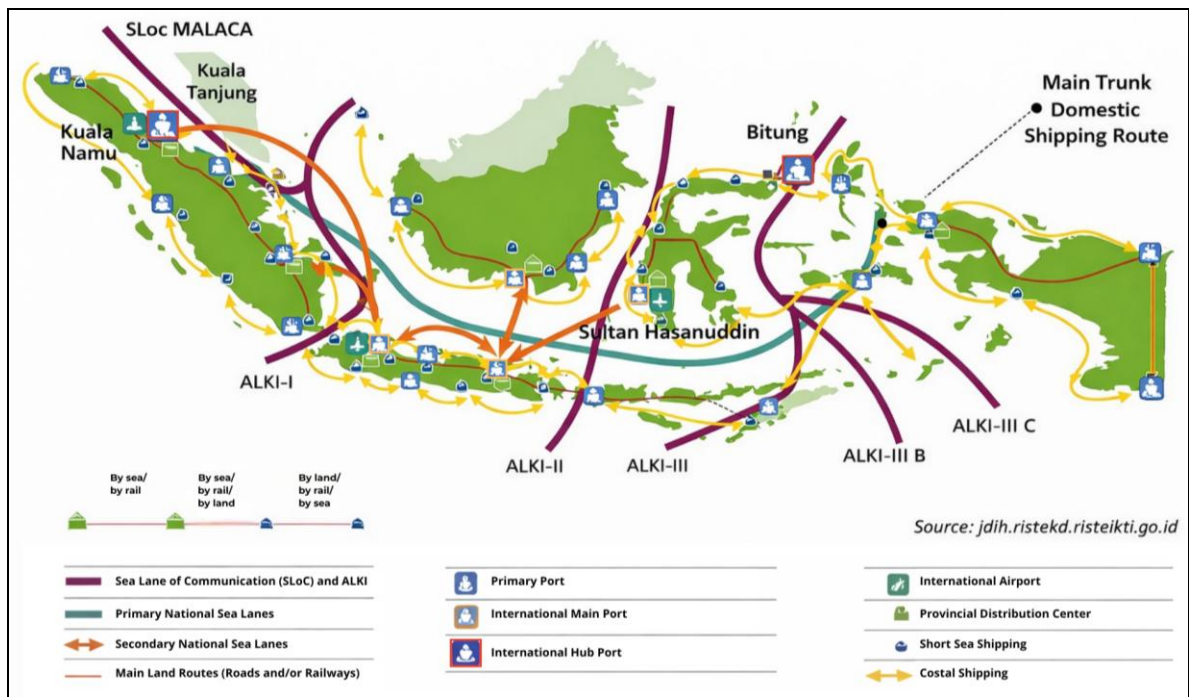 SLoc MALACA
Kuala
Tanjung
Kuala
Namu
Main Trunk
Domestic
Shipping Route
Bitung
Sultan Hasanuddin
ALKI-I
ALKI-II
ALKI-III
ALKI-III B
ALKI-III C
By sea/
by rail
By sea/
by rail/
by land
By land/
by rail/
by sea
Source: jdih.ristekd.risteikti.go.id
Sea Lane of Communication (SLoC) and ALKI
Primary National Sea Lanes
Secondary National Sea Lanes
Main Land Routes (Roads and/or Railways)
Primary Port
International Main Port
International Hub Port
International Airport
Provincial Distribution Center
Short Sea Shipping
Costal Shipping